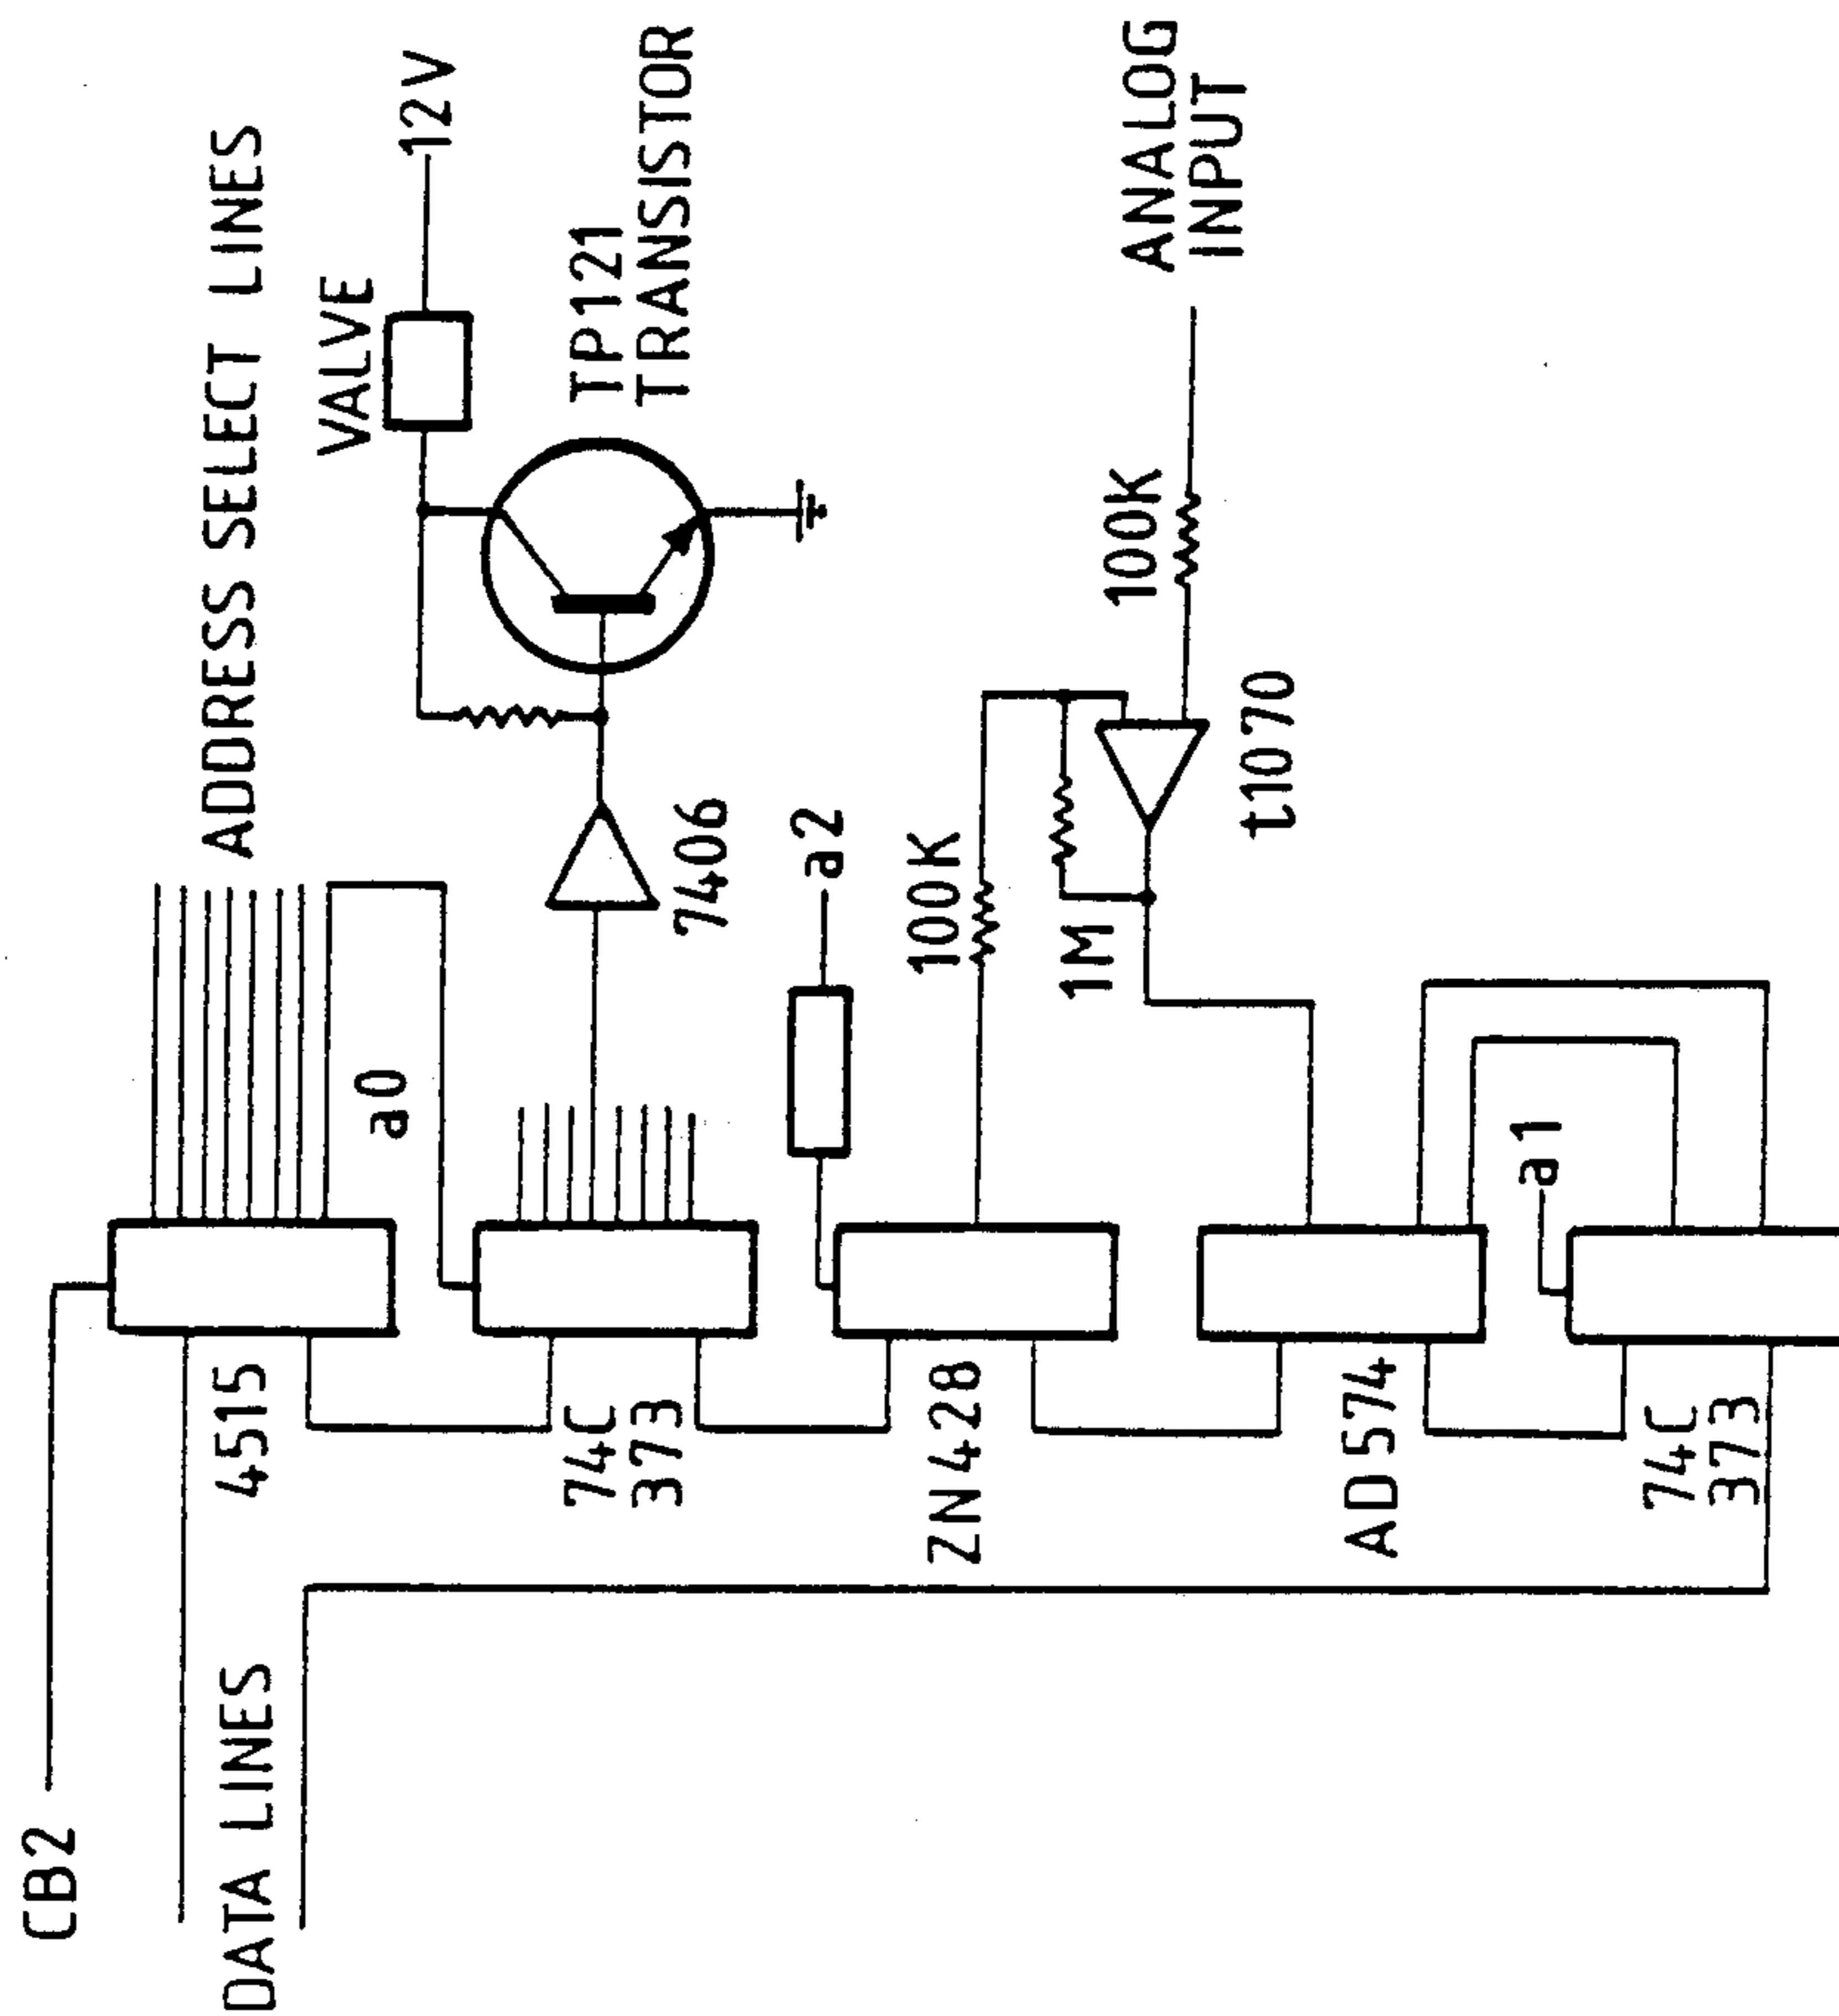 CB2
DATA LINES
ADDRESS SELECT LINES
4515
a0
VALVE
12V
74C
373
7406
TP121
TRANSISTOR
a2
ZN428
100K
1M
100K
ANALOG
INPUT
t1070
AD574
a1
74C
373